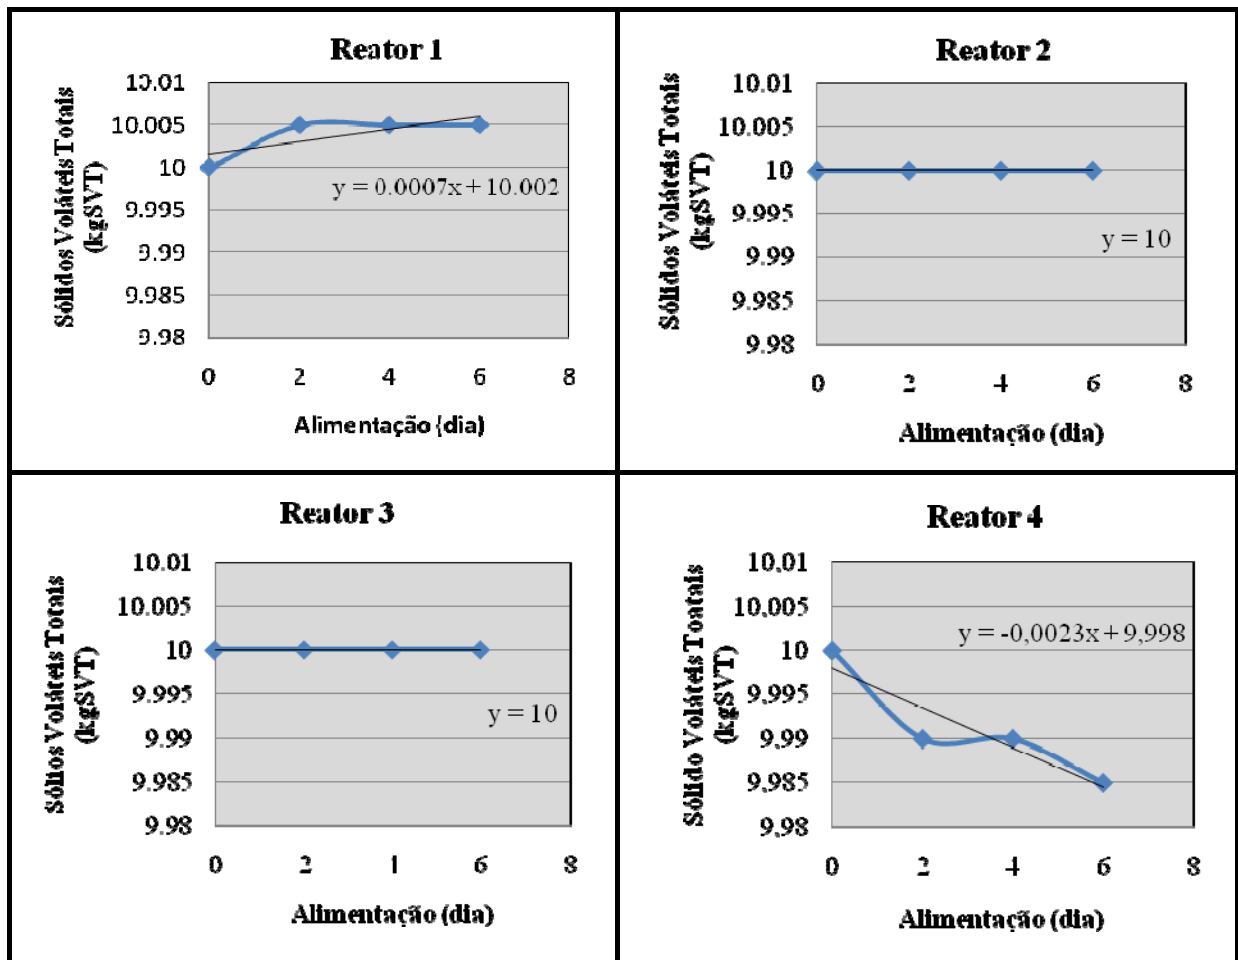 Reator 1
Sólidos Voláteis Totais
(kgSVT)
10.01
10.005
10
9.995
9.99
9.985
9.98
y = 0.0007x + 10.002
0 2 4 6 8
Alimentação (dia)
Reator 2
Sólidos Voláteis Totais
(kgSVT)
10.01
10.005
10
9.995
9.99
9.985
9.98
y = 10
0 2 4 6 8
Alimentação (dia)
Reator 3
Sólios Voláteis Totais
(kgSVT)
10.01
10.005
10
9.995
9.99
9.985
9.98
y = 10
0 2 4 6 8
Alimentação (dia)
Reator 4
Sólido Voláteis Toatais
(kgSVT)
10,01
10,005
10
9,995
9,99
9,985
9,98
y = -0,0023x + 9,998
0 2 4 6 8
Alimentação (dia)